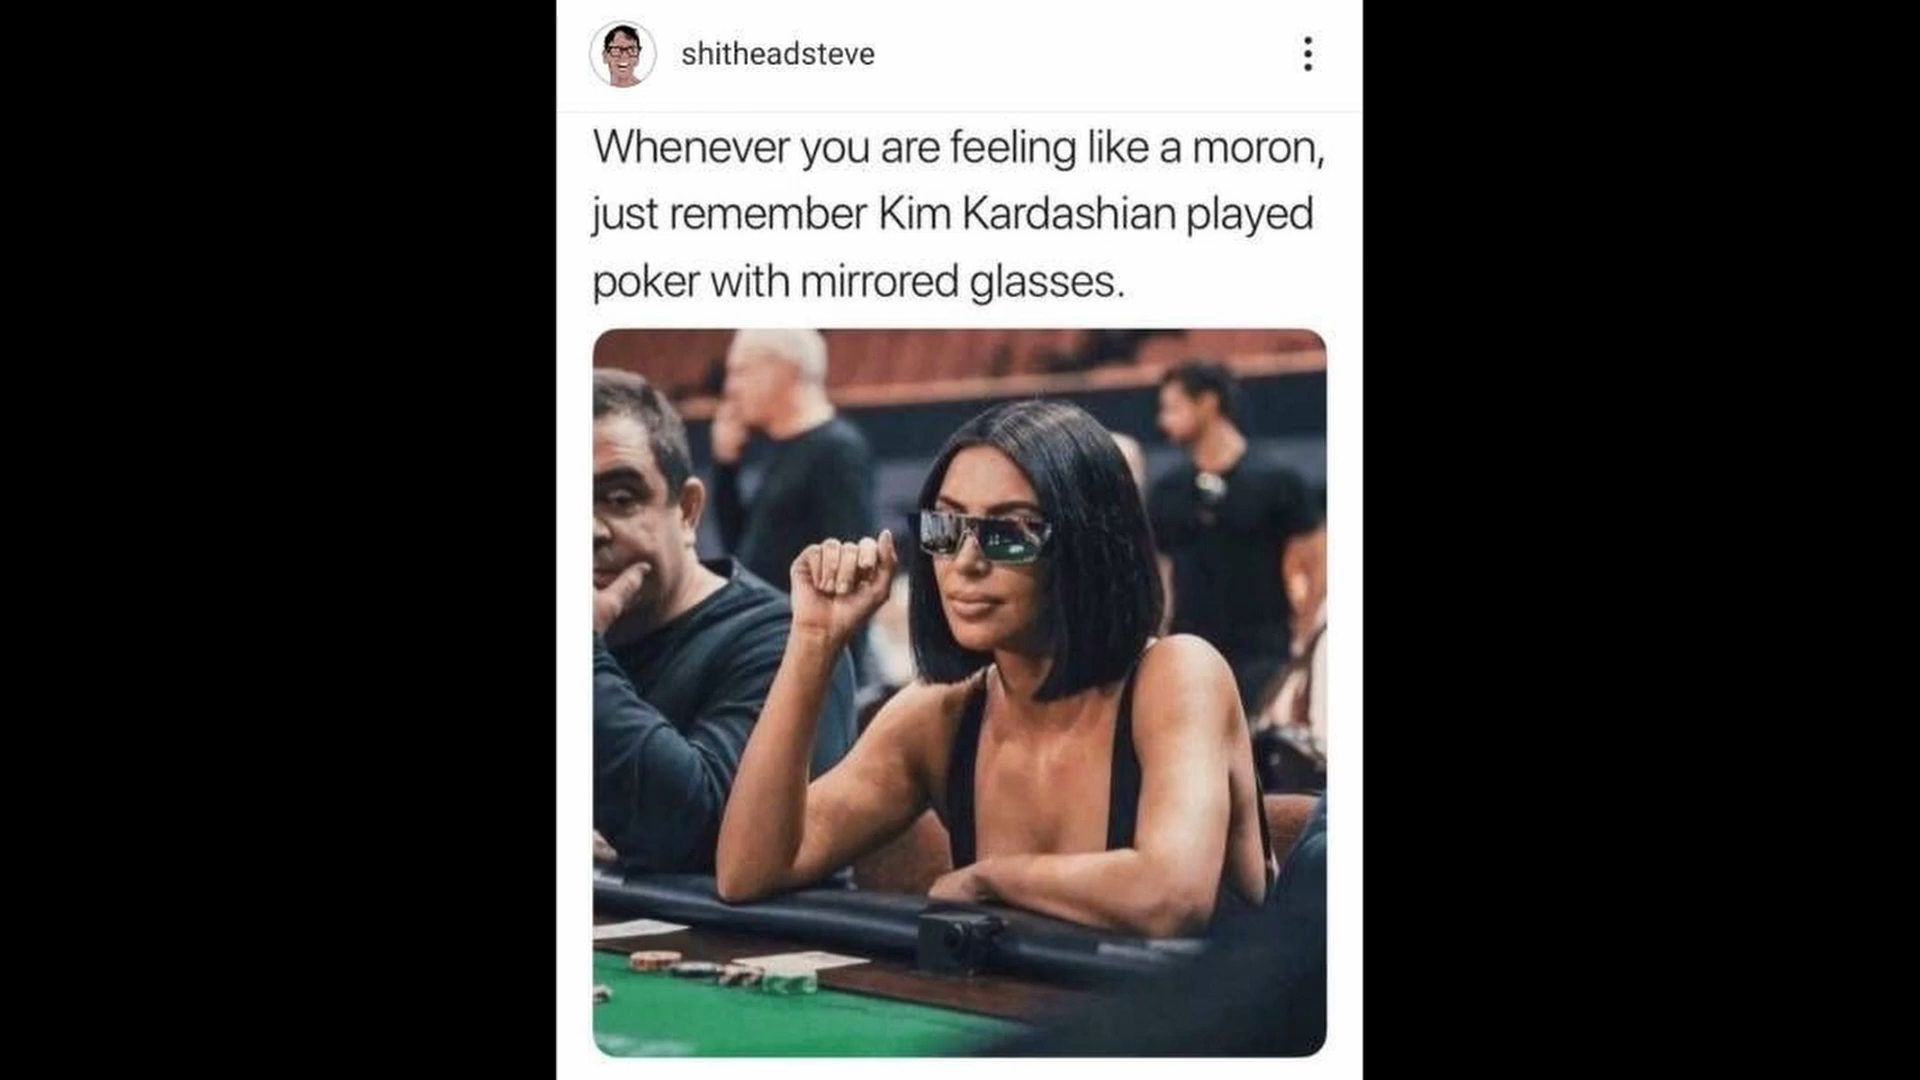 shitheadsteve
Whenever you are feeling like a moron,
just remember Kim Kardashian played
poker with mirrored glasses.